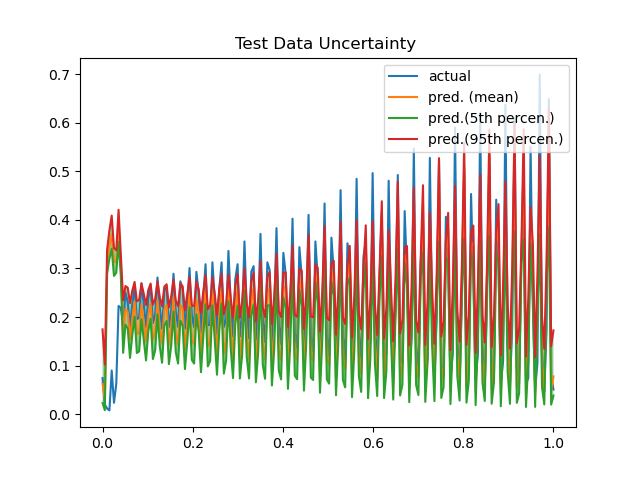 Test Data Uncertainty
actual
pred. (mean)
pred.(5th percen.)
pred.(95th percen.)
0.7
0.6
0.5
0.4
0.3
0.2
0.1
0.0
0.0 0.2 0.4 0.6 0.8 1.0